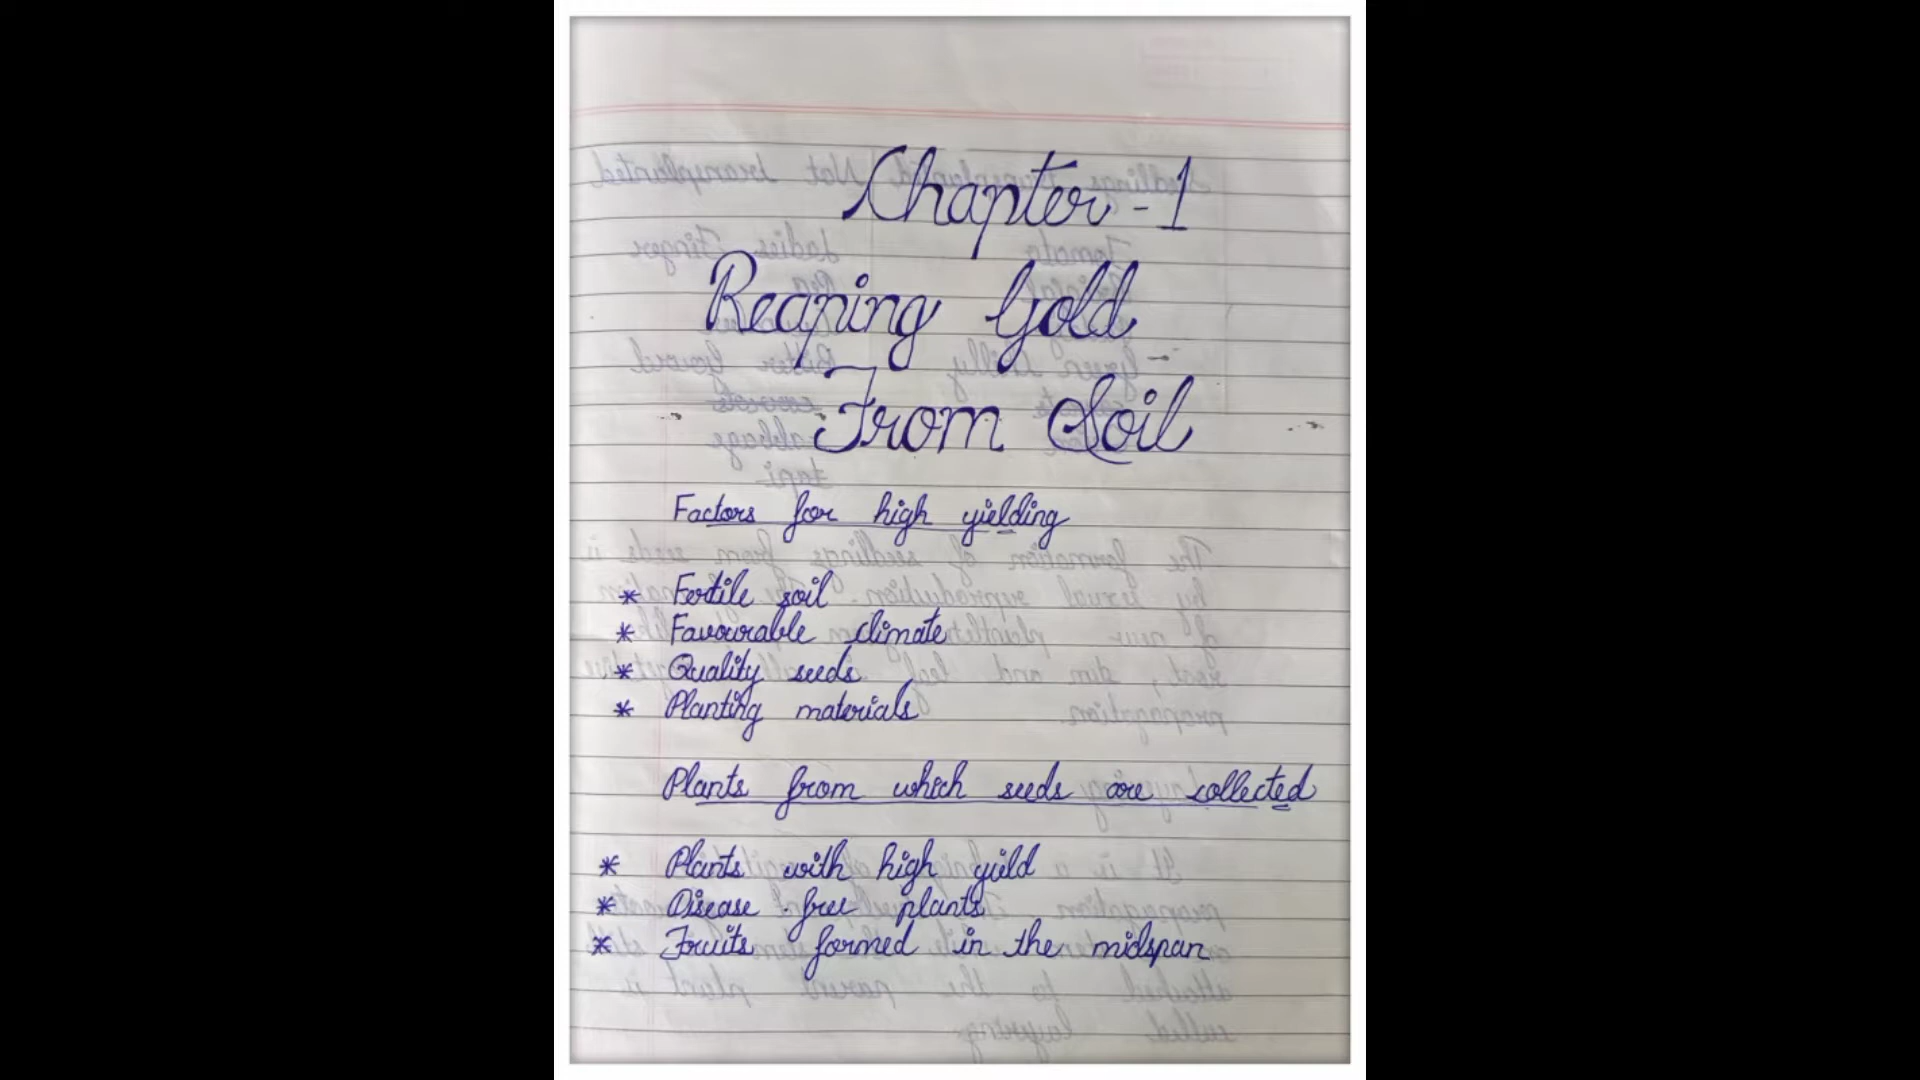 Chapter - 1
Reaping Gold
From Soil
Factors for high yielding
* Fertile soil
* Favourable climate
* Quality seeds
* Planting materials
Plants from which seeds are collected
* Plants with high yield
* Disease free plants
* Fruits formed in the midspan